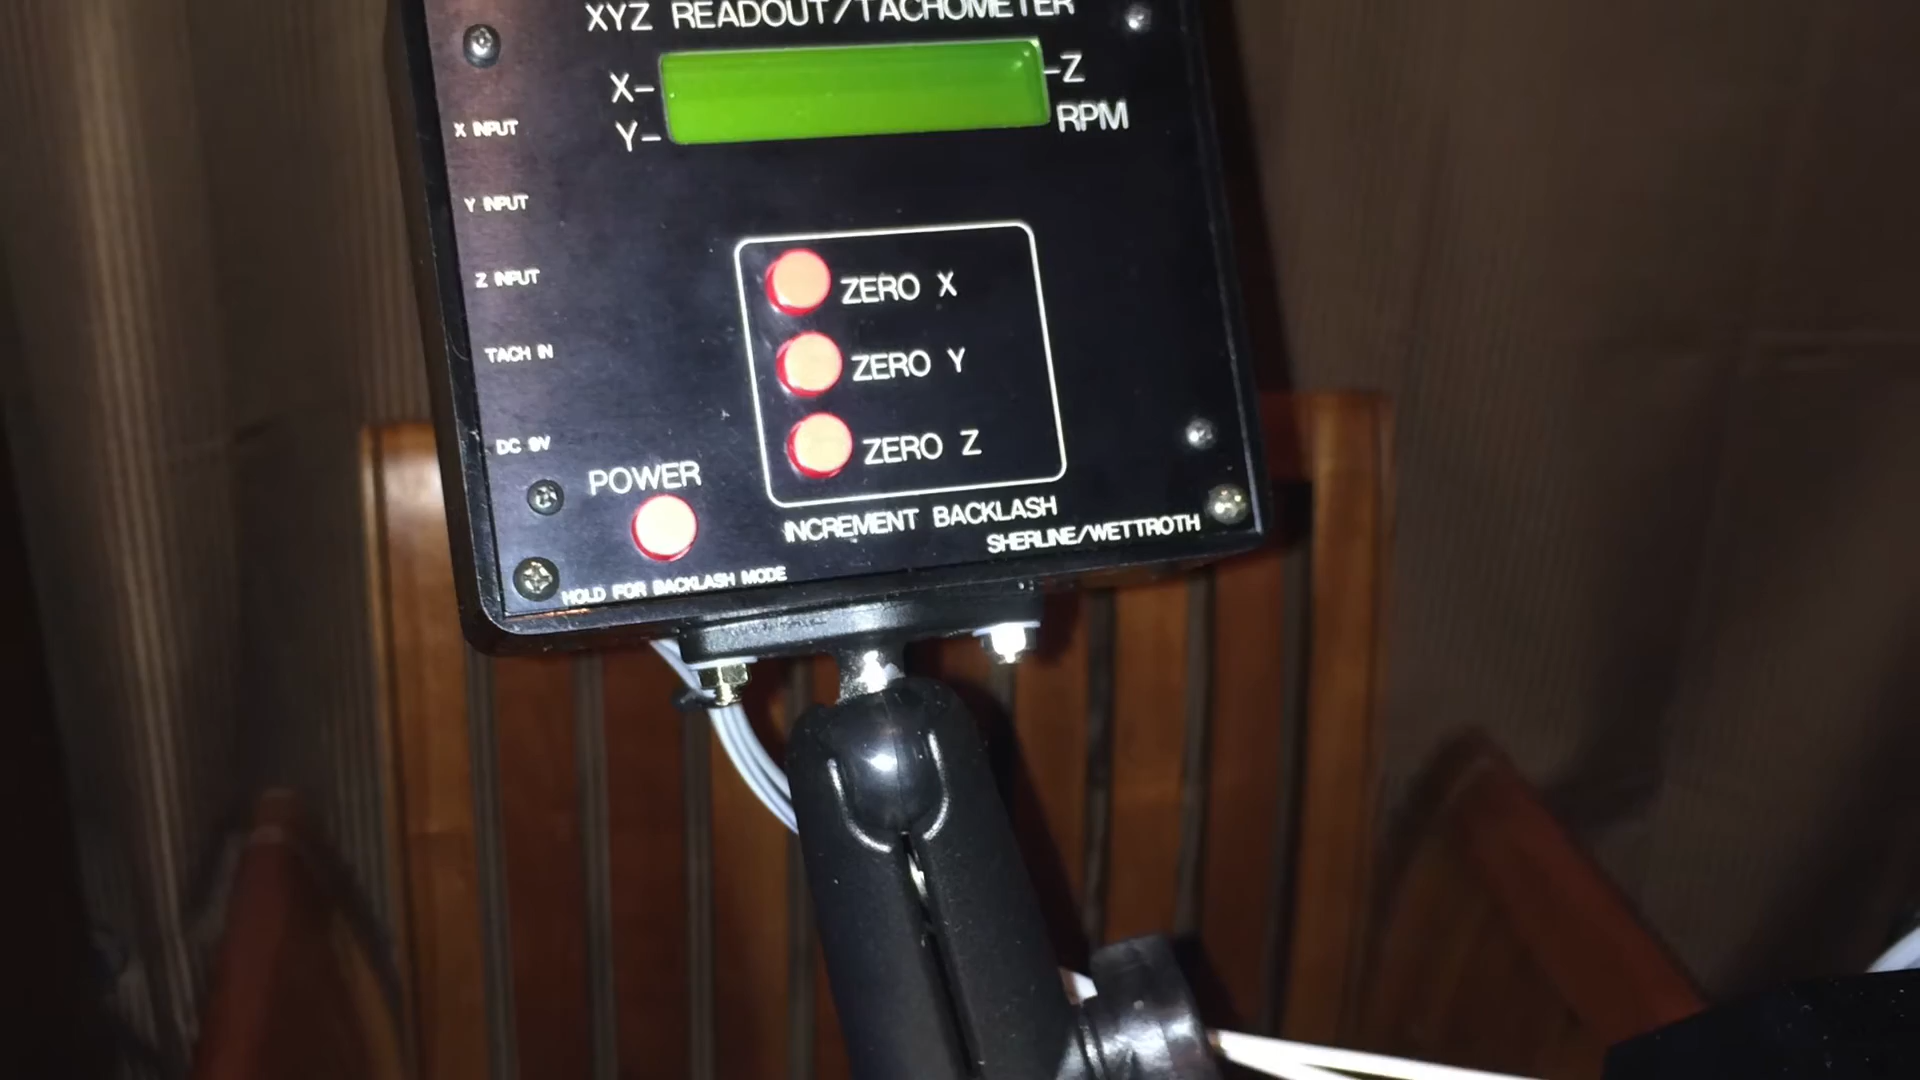 XYZ READOUT/TACHOMETER
X-
-Z
Y-
RPM
X INPUT
Y INPUT
Z INPUT
TACH IN
DC 9V
ZERO X
ZERO Y
ZERO Z
POWER
INCREMENT BACKLASH
SHERLINE/WETTROTH
HOLD FOR BACKLASH MODE